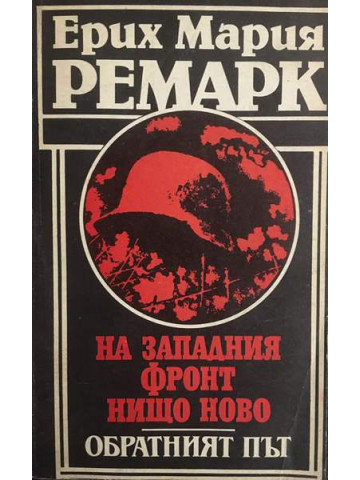 Ерих Мария
РЕМАРК
НА ЗАПАДНИЯ
ФРОНТ
НИЩО НОВО
ОБРАТНИЯТ ПЪТ